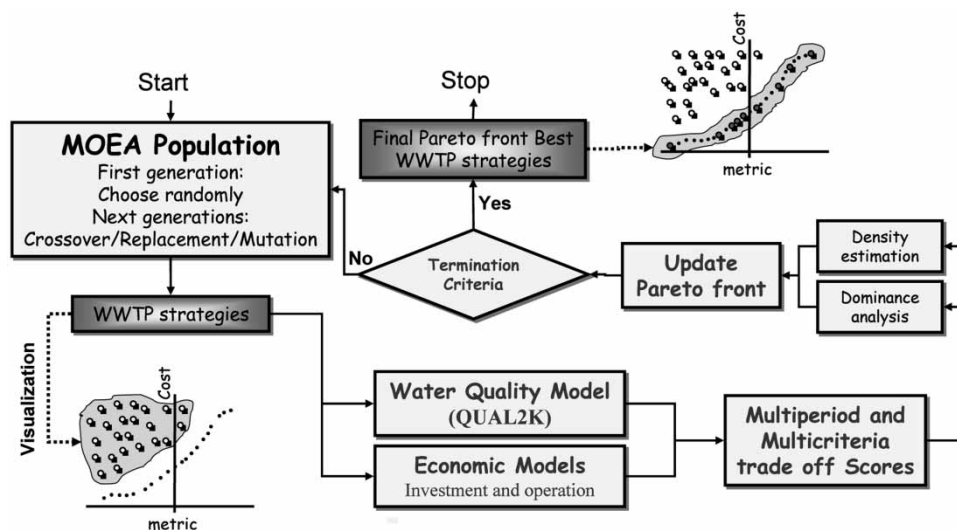 Start
MOEA Population
First generation:
Choose randomly
Next generations:
Crossover/Replacement/Mutation
WWTP strategies
Visualization
Cost
metric
Stop
Final Pareto front Best
WWTP strategies
Cost
metric
Yes
No
Termination
Criteria
Update
Pareto front
Density
estimation
Dominance
analysis
Water Quality Model
(QUAL2K)
Economic Models
Investment and operation
Multiperiod and
Multicriteria
trade off Scores